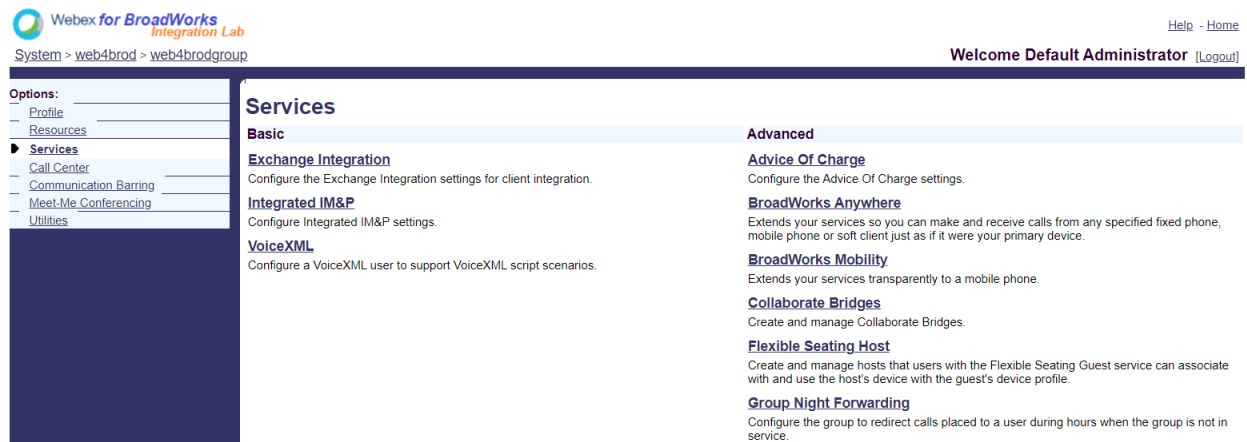 Webex for BroadWorks
Integration Lab
Help - Home
System > web4brod > web4brodgroup
Welcome Default Administrator [Logout]
Options:
Profile
Resources
Services
Call Center
Communication Barring
Meet-Me Conferencing
Utilities
Services
Basic
Exchange Integration
Configure the Exchange Integration settings for client integration.
Integrated IM&P
Configure Integrated IM&P settings.
VoiceXML
Configure a VoiceXML user to support VoiceXML script scenarios.
Advanced
Advice Of Charge
Configure the Advice Of Charge settings.
BroadWorks Anywhere
Extends your services so you can make and receive calls from any specified fixed phone,
mobile phone or soft client just as if it were your primary device.
BroadWorks Mobility
Extends your services transparently to a mobile phone.
Collaborate Bridges
Create and manage Collaborate Bridges.
Flexible Seating Host
Create and manage hosts that users with the Flexible Seating Guest service can associate
with and use the host's device with the guest's device profile.
Group Night Forwarding
Configure the group to redirect calls placed to a user during hours when the group is not in
service.